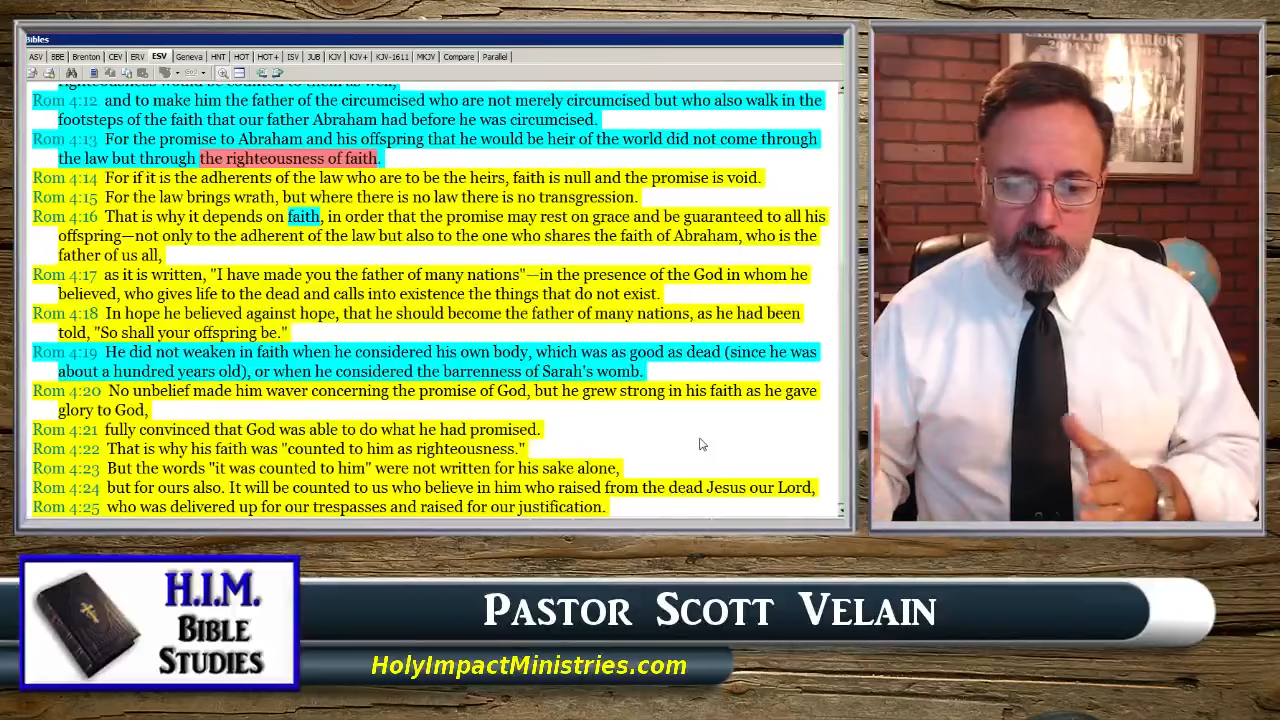 Bibles
ASV BBE Brenton CEV ERV ESV Geneva HNT HOT HOT+ ISV JUB KJV KJV+ KJV-1611 MKJV Compare Parallel
righteousness would be counted to them as well,
Rom 4:12 and to make him the father of the circumcised who are not merely circumcised but who also walk in the
footsteps of the faith that our father Abraham had before he was circumcised.
Rom 4:13 For the promise to Abraham and his offspring that he would be heir of the world did not come through
the law but through the righteousness of faith.
Rom 4:14 For if it is the adherents of the law who are to be the heirs, faith is null and the promise is void.
Rom 4:15 For the law brings wrath, but where there is no law there is no transgression.
Rom 4:16 That is why it depends on faith, in order that the promise may rest on grace and be guaranteed to all his
offspring—not only to the adherent of the law but also to the one who shares the faith of Abraham, who is the
father of us all,
Rom 4:17 as it is written, "I have made you the father of many nations"—in the presence of the God in whom he
believed, who gives life to the dead and calls into existence the things that do not exist.
Rom 4:18 In hope he believed against hope, that he should become the father of many nations, as he had been
told, "So shall your offspring be."
Rom 4:19 He did not weaken in faith when he considered his own body, which was as good as dead (since he was
about a hundred years old), or when he considered the barrenness of Sarah's womb.
Rom 4:20 No unbelief made him waver concerning the promise of God, but he grew strong in his faith as he gave
glory to God,
Rom 4:21 fully convinced that God was able to do what he had promised.
Rom 4:22 That is why his faith was "counted to him as righteousness."
Rom 4:23 But the words "it was counted to him" were not written for his sake alone,
Rom 4:24 but for ours also. It will be counted to us who believe in him who raised from the dead Jesus our Lord,
Rom 4:25 who was delivered up for our trespasses and raised for our justification.
H.I.M.
BIBLE
STUDIES
PASTOR SCOTT VELAIN
HolyImpactMinistries.com